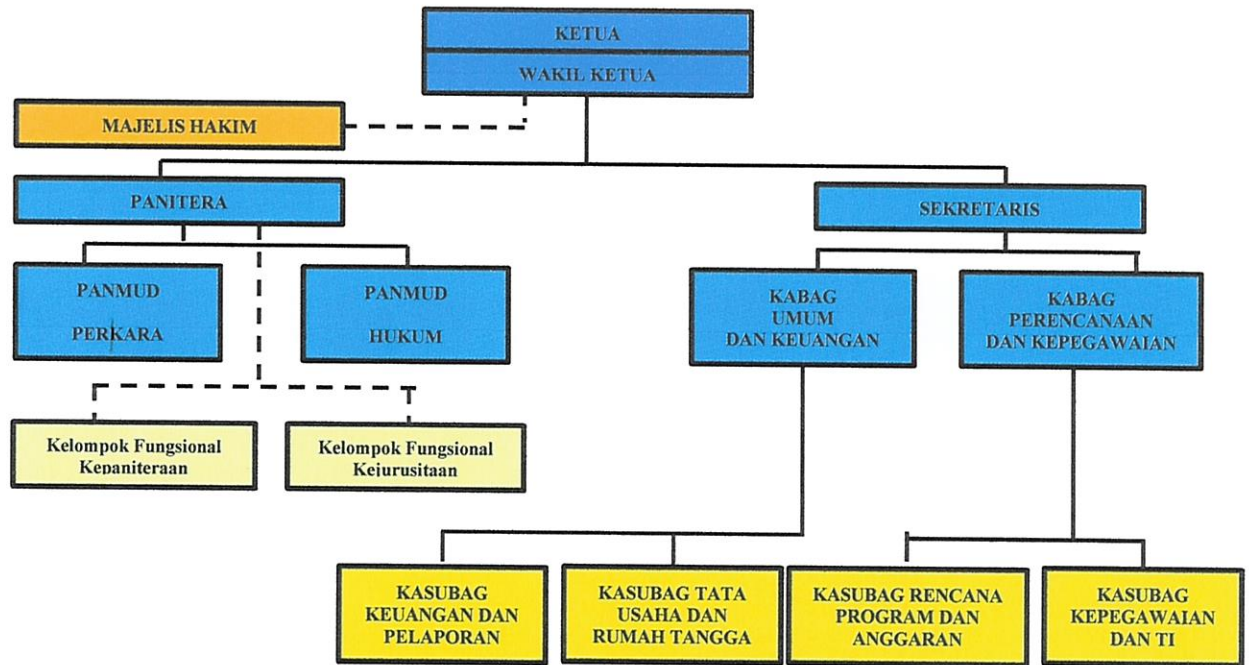 KETUA
WAKIL KETUA
MAJELIS HAKIM
PANITERA
SEKRETARIS
PANMUD
PERKARA
PANMUD
HUKUM
KABAG
UMUM
DAN KEUANGAN
KABAG
PERENCANAAN
DAN KEPEGAWAIAN
Kelompok Fungsional
Kepaniteraan
Kelompok Fungsional
Kejurusitaan
KASUBAG
KEUANGAN DAN
PELAPORAN
KASUBAG TATA
USAHA DAN
RUMAH TANGGA
KASUBAG RENCANA
PROGRAM DAN
ANGGARAN
KASUBAG
KEPEGAWAIAN
DAN TI